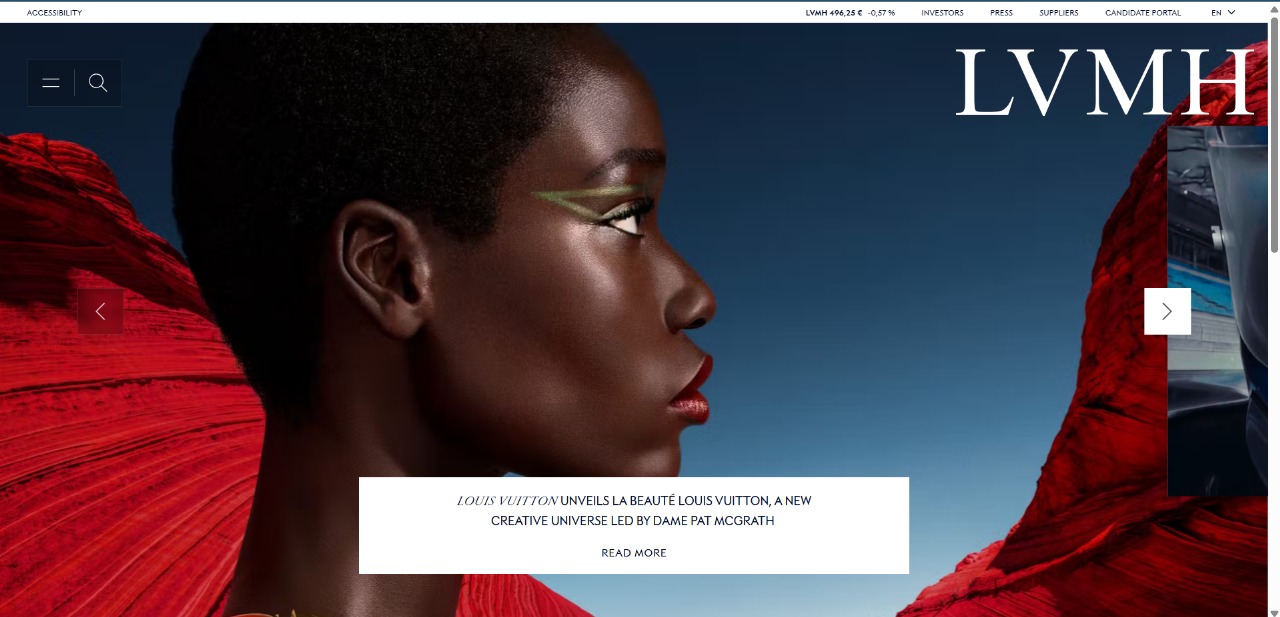 ACCESSIBILITY
LVMH 496,25 € -0,57 %
INVESTORS
PRESS
SUPPLIERS
CANDIDATE PORTAL
EN
LVMH
LOUIS VUITTON UNVEILS LA BEAUTÉ LOUIS VUITTON, A NEW
CREATIVE UNIVERSE LED BY DAME PAT MCGRATH
READ MORE